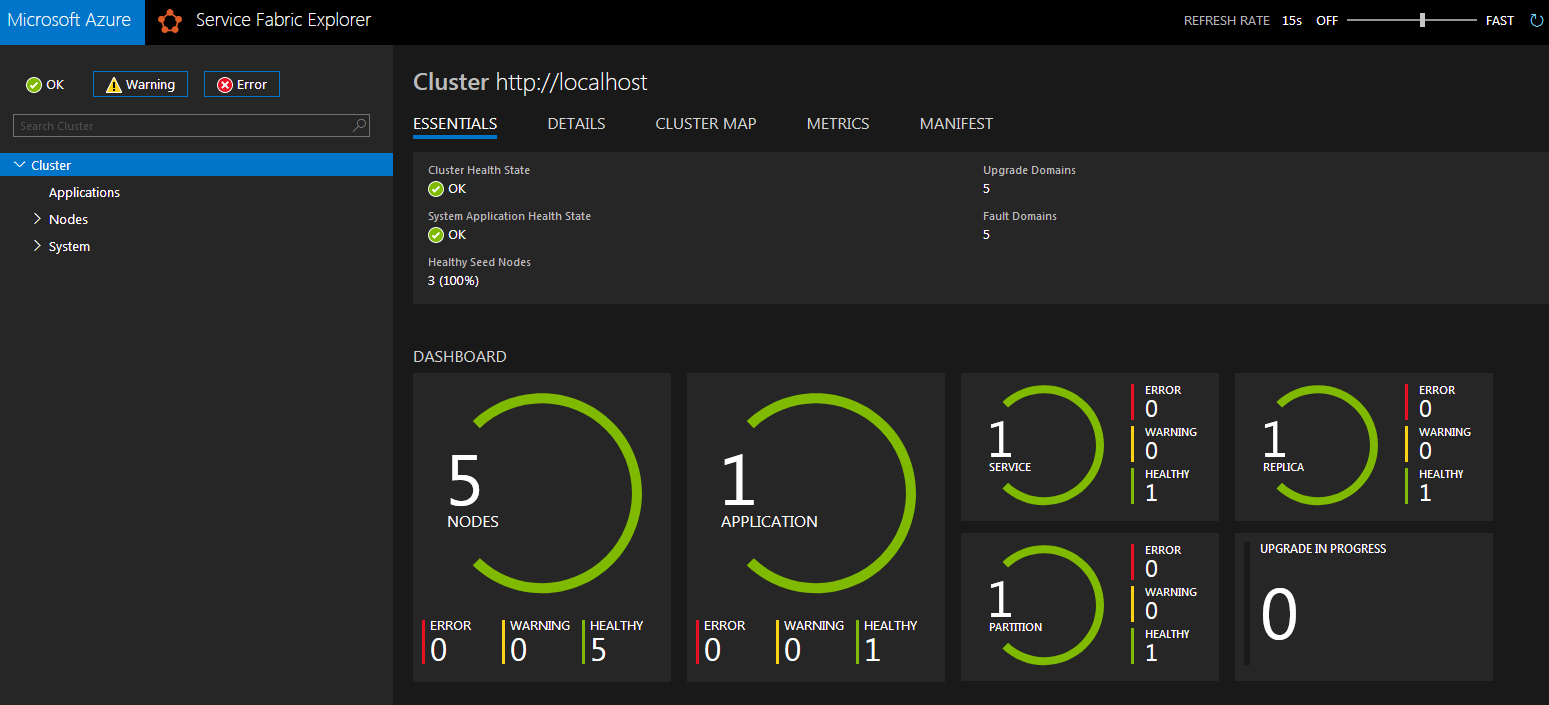 Microsoft Azure
Service Fabric Explorer
REFRESH RATE 15s OFF FAST
OK Warning Error
Search Cluster
Cluster
Applications
Nodes
System
Cluster http://localhost
ESSENTIALS DETAILS CLUSTER MAP METRICS MANIFEST
Cluster Health State
OK
System Application Health State
OK
Healthy Seed Nodes
3 (100%)
Upgrade Domains
5
Fault Domains
5
DASHBOARD
5
NODES
ERROR
0
WARNING
0
HEALTHY
5
1
APPLICATION
ERROR
0
WARNING
0
HEALTHY
1
1
SERVICE
ERROR
0
WARNING
0
HEALTHY
1
1
REPLICA
ERROR
0
WARNING
0
HEALTHY
1
1
PARTITION
ERROR
0
WARNING
0
HEALTHY
1
UPGRADE IN PROGRESS
0